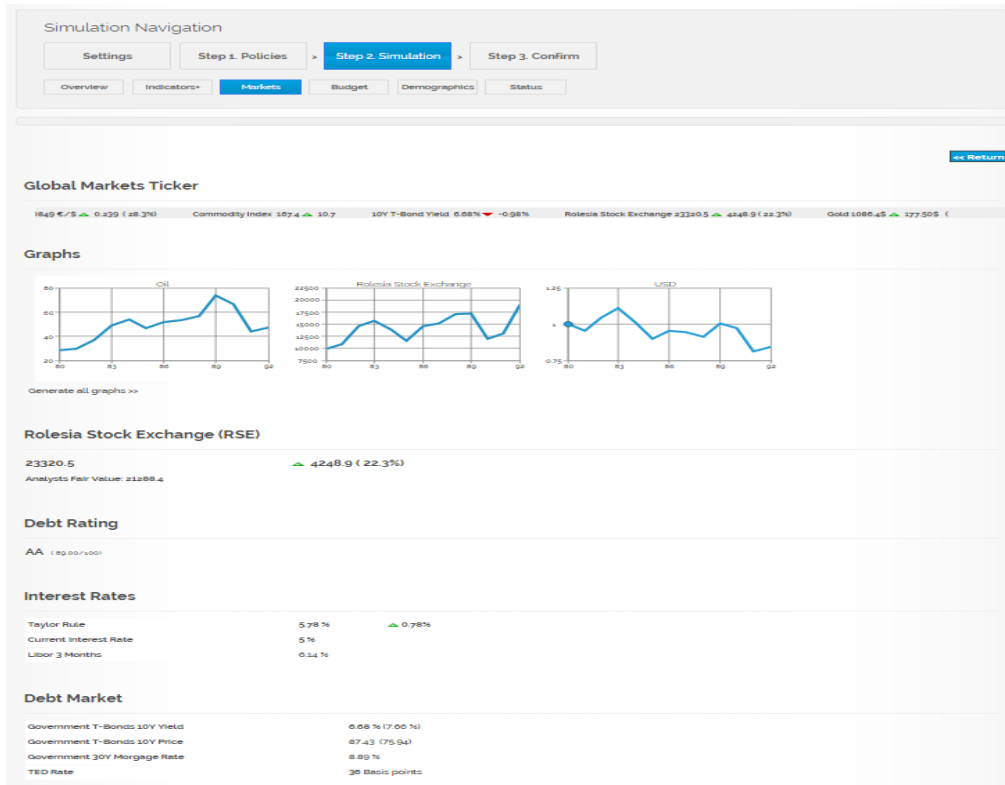 Simulation Navigation
Settings Step 1. Policies > Step 2. Simulation > Step 3. Confirm
Overview Indicators+ Markets Budget Demographics Status
<< Return
Global Markets Ticker
€/$ 0.239 ( 28.3%) Commodity Index 167.4 10.7 10Y T-Bond Yield 6.68% -0.98% Rolesia Stock Exchange 23320.5 4248.9 ( 22.3%) Gold 1086.4$ 177.50$ (
Graphs
Oil Rolesia Stock Exchange USD
80 22500 1.25
20000
60 17500
15000 1
40 12500
10000
20 7500 0.75
80 83 86 89 92 80 83 86 89 92 80 83 86 89 92
Generate all graphs >>
Rolesia Stock Exchange (RSE)
23320.5 4248.9 ( 22.3%)
Analysts Fair Value: 21288.4
Debt Rating
AA ( 89.00/100)
Interest Rates
Taylor Rule 5.78 % 0.78%
Current Interest Rate 5 %
Libor 3 Months 6.14 %
Debt Market
Government T-Bonds 10Y Yield 6.68 % (7.66 %)
Government T-Bonds 10Y Price 87.43 (75.94)
Government 30Y Morgage Rate 8.89 %
TED Rate 36 Basis points